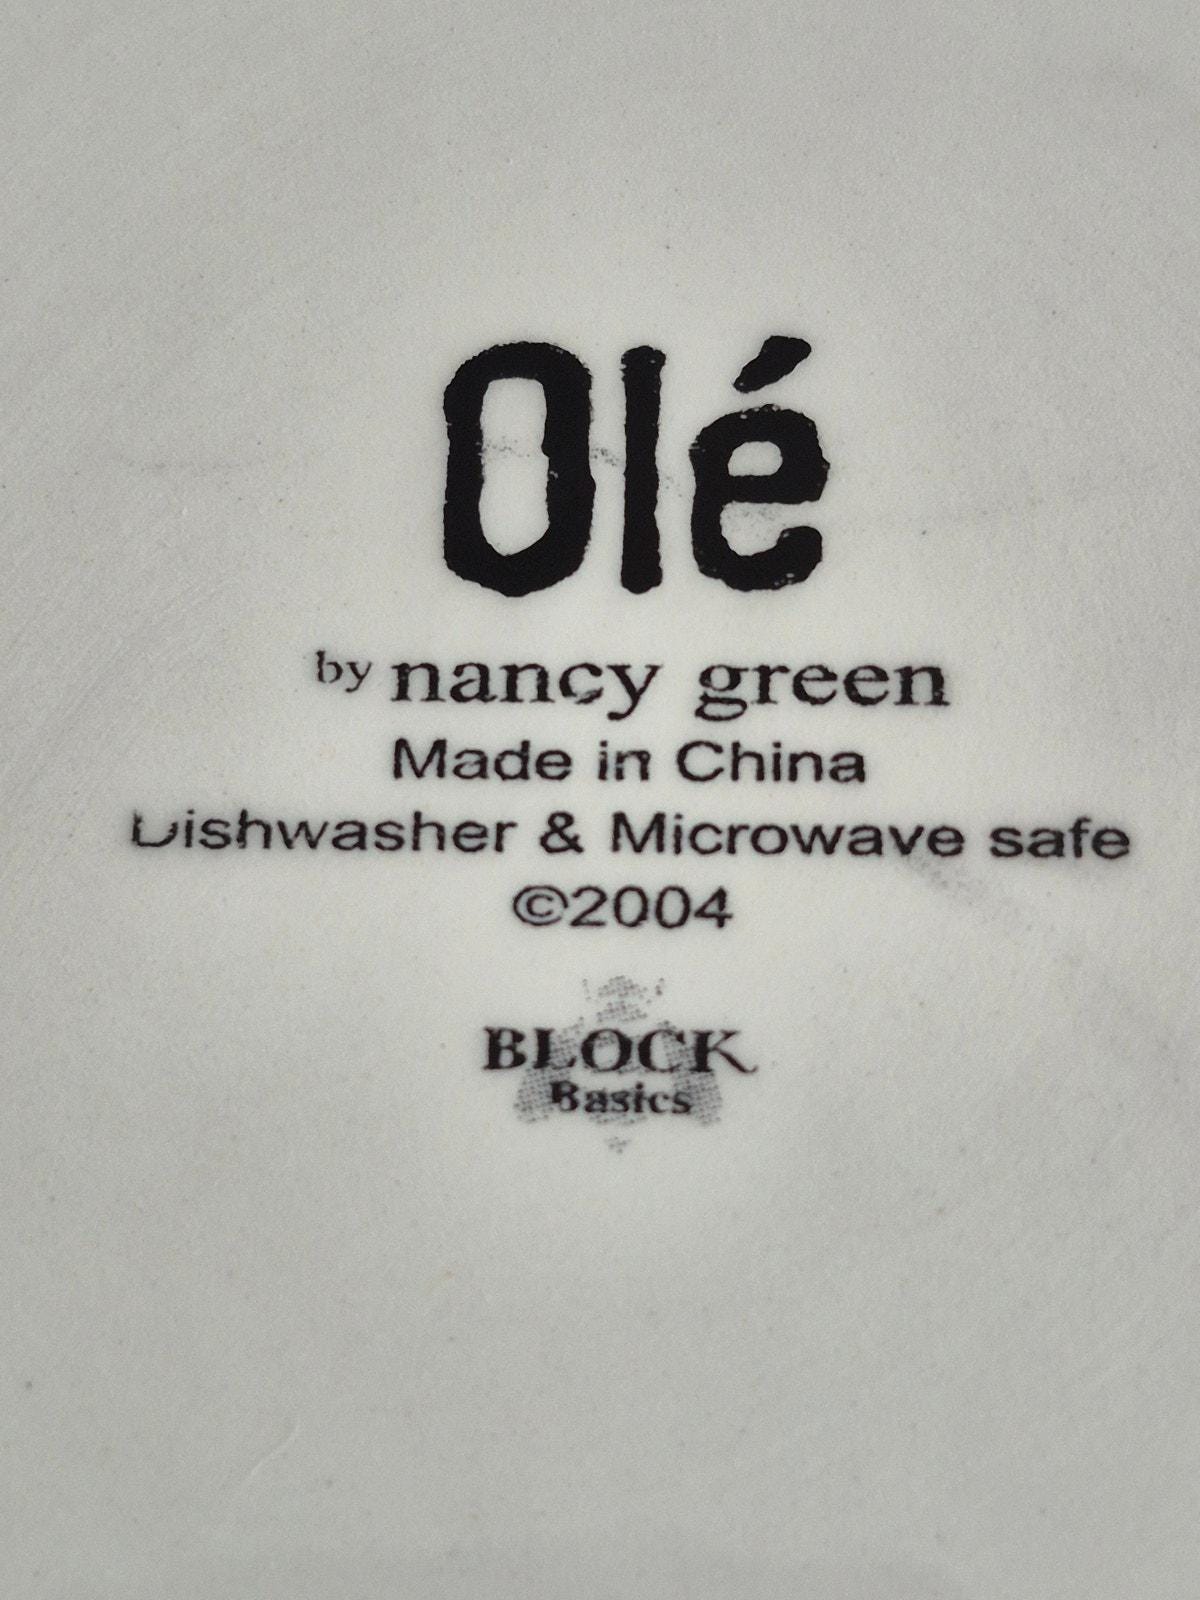 Olé
by nancy green
Made in China
Dishwasher & Microwave safe
©2004
BLOCK
Basics